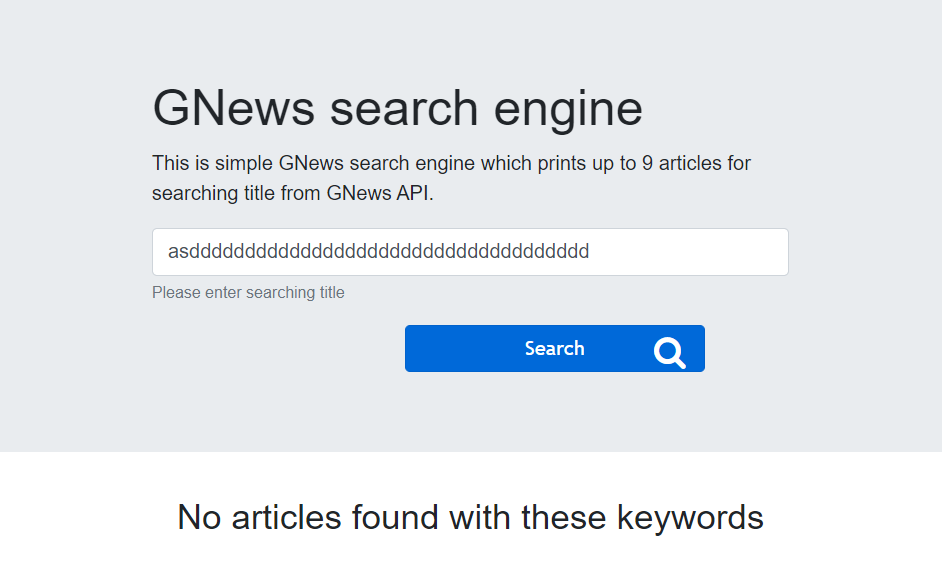 GNews search engine
This is simple GNews search engine which prints up to 9 articles for
searching title from GNews API.
asdddddddddddddddddddddddddddddddddddd
Please enter searching title
Search
No articles found with these keywords